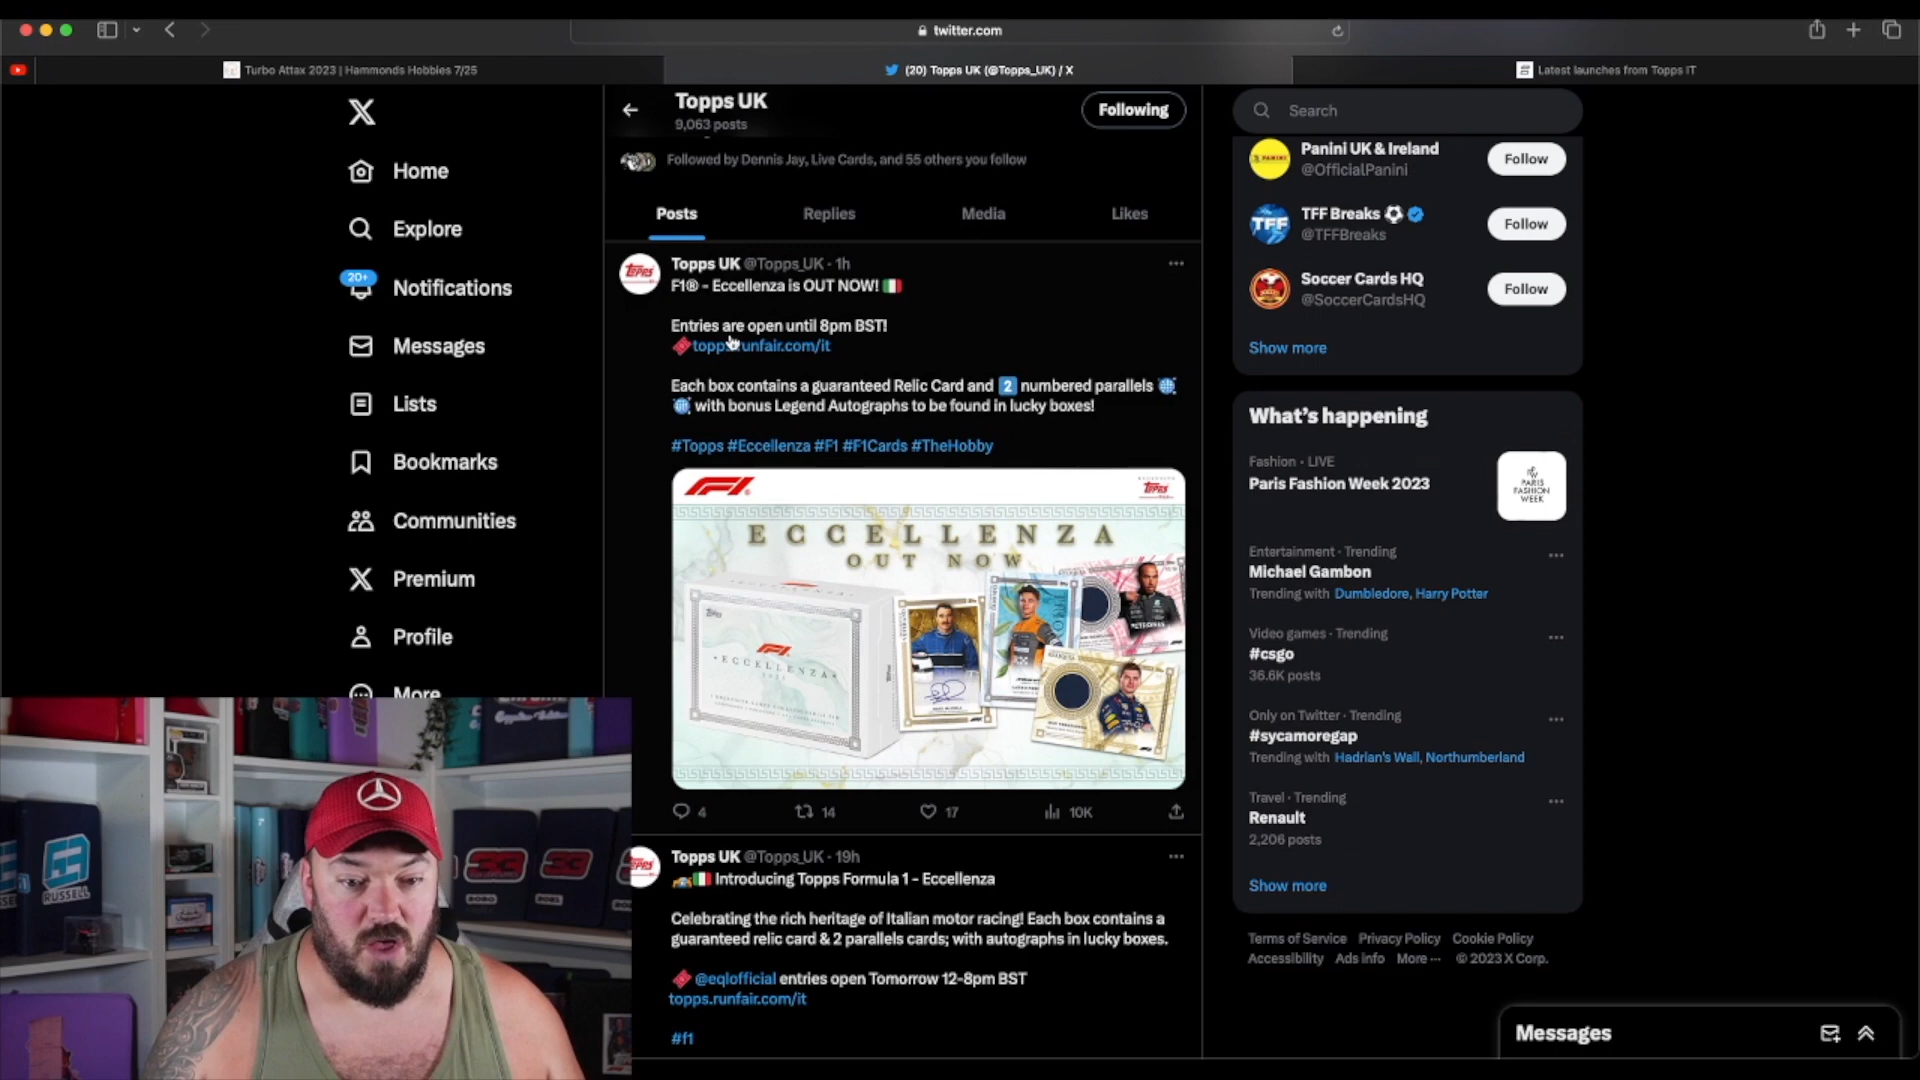 twitter.com
Turbo Attax 2023 | Hammonds Hobbies 7/25
(20) Topps UK (@Topps_UK) / X
Latest launches from Topps IT
Home
Explore
20+
Notifications
Messages
Lists
Bookmarks
Communities
Premium
Profile
More
Topps UK
9,063 posts
Following
Followed by Dennis Jay, Live Cards, and 55 others you follow
Posts
Replies
Media
Likes
Topps UK @Topps_UK · 1h
F1® - Eccellenza is OUT NOW!
Entries are open until 8pm BST!
topps.runfair.com/it
Each box contains a guaranteed Relic Card and 2 numbered parallels
with bonus Legend Autographs to be found in lucky boxes!
#Topps #Eccellenza #F1 #F1Cards #TheHobby
F1
Topps
ECCELLENZA
OUT NOW
F1
ECCELLENZA
4
14
17
10K
Topps UK @Topps_UK · 19h
Introducing Topps Formula 1 - Eccellenza
Celebrating the rich heritage of Italian motor racing! Each box contains a
guaranteed relic card & 2 parallels cards; with autographs in lucky boxes.
@eqlofficial entries open Tomorrow 12-8pm BST
topps.runfair.com/it
#f1
Search
Panini UK & Ireland
@OfficialPanini
Follow
TFF
TFF Breaks
@TFFBreaks
Follow
Soccer Cards HQ
@SoccerCardsHQ
Follow
Show more
What's happening
Fashion · LIVE
Paris Fashion Week 2023
PARIS
FASHION
WEEK
Entertainment · Trending
Michael Gambon
Trending with Dumbledore, Harry Potter
Video games · Trending
#csgo
36.6K posts
Only on Twitter · Trending
#sycamoregap
Trending with Hadrian's Wall, Northumberland
Travel · Trending
Renault
2,206 posts
Show more
Terms of Service Privacy Policy Cookie Policy
Accessibility Ads info More ··· © 2023 X Corp.
Messages
RUSSELL